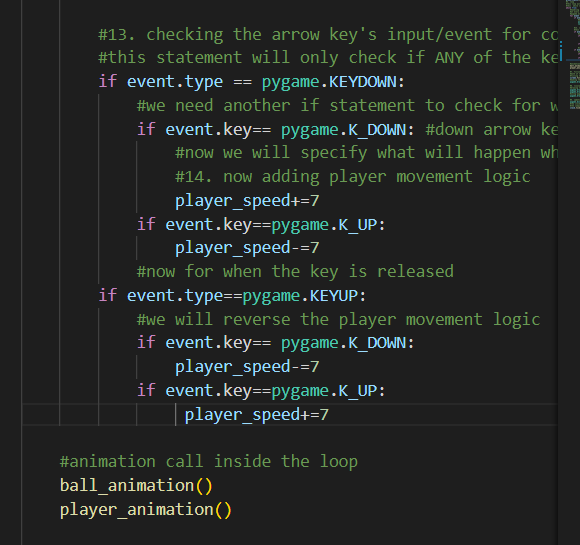 #13. checking the arrow key's input/event for
#this statement will only check if ANY of the
if event.type == pygame.KEYDOWN:
#we need another if statement to check for
if event.key== pygame.K_DOWN: #down arrow
#now we will specify what will happen
#14. now adding player movement logic
player_speed+=7
if event.key==pygame.K_UP:
player_speed-=7
#now for when the key is released
if event.type==pygame.KEYUP:
#we will reverse the player movement logic
if event.key== pygame.K_DOWN:
player_speed-=7
if event.key==pygame.K_UP:
player_speed+=7
#animation call inside the loop
ball_animation()
player_animation()